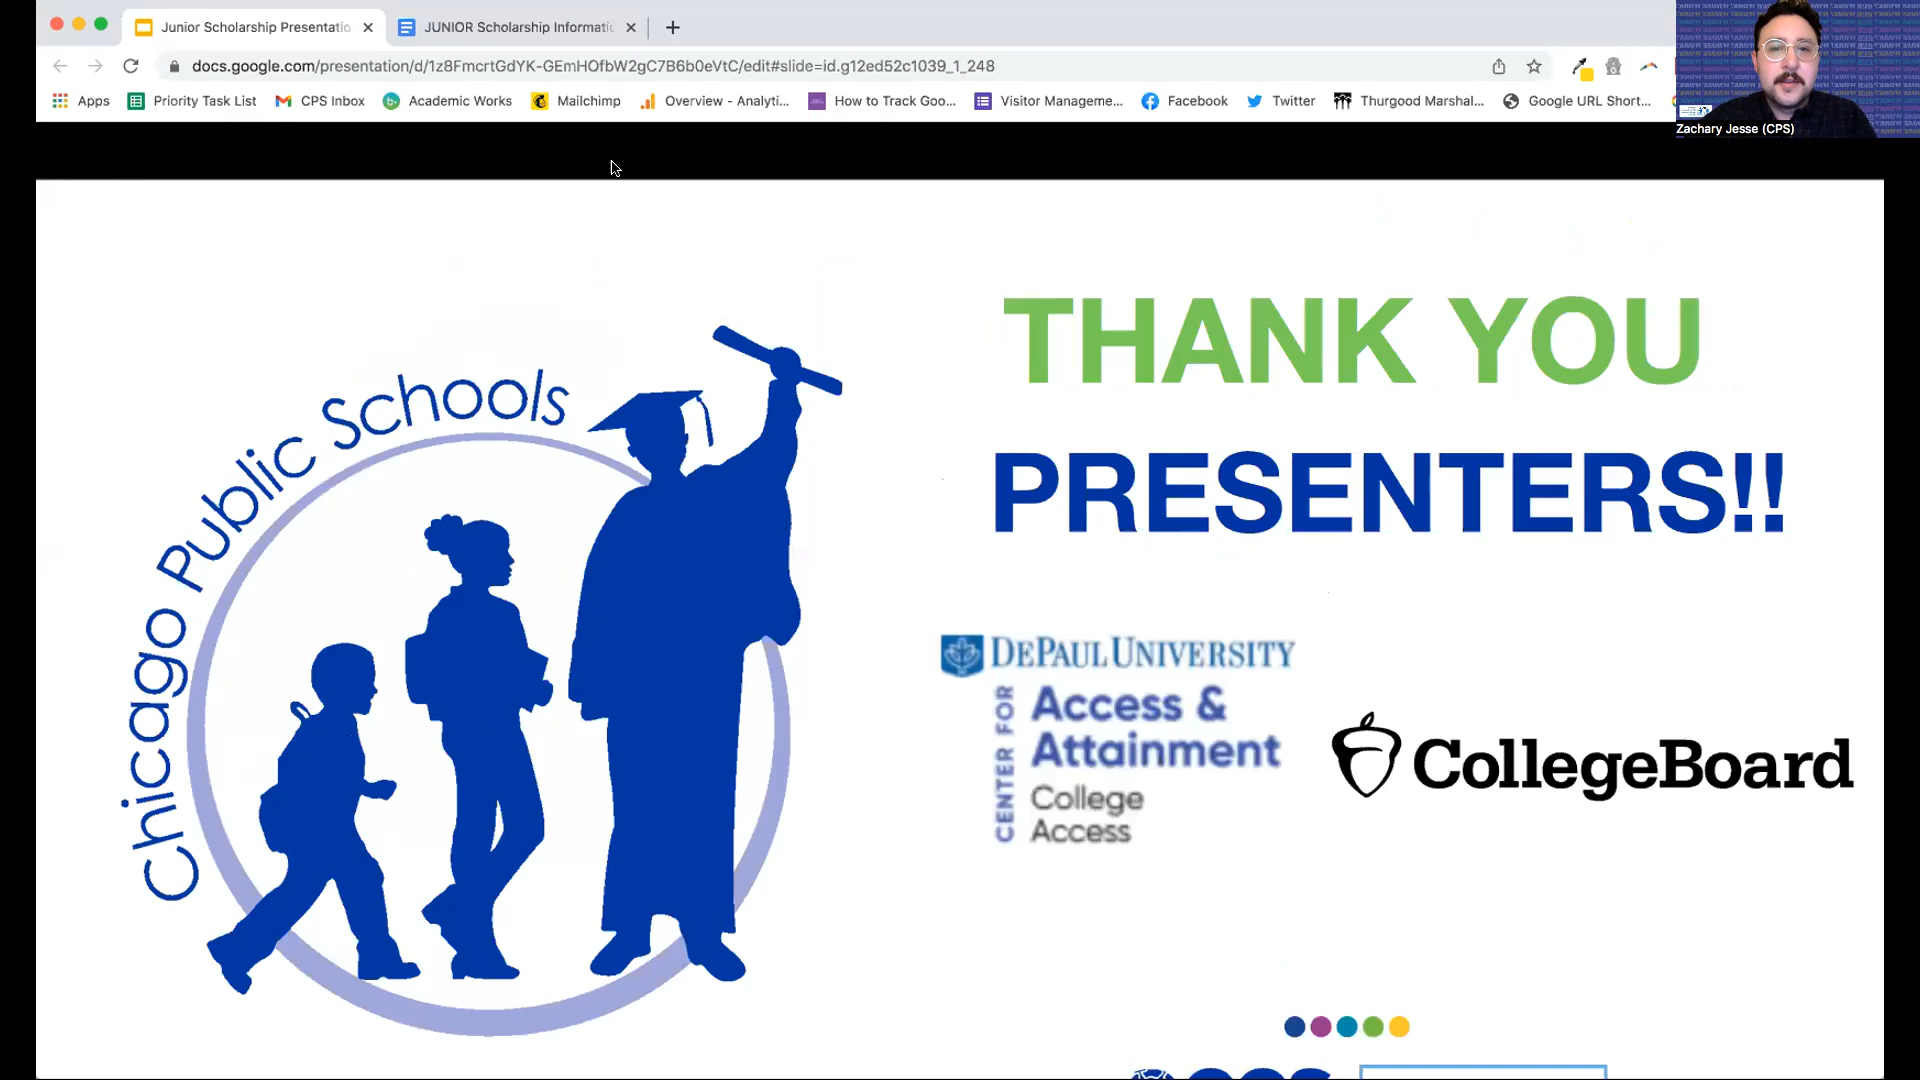 Junior Scholarship Presentatio
JUNIOR Scholarship Informati
docs.google.com/presentation/d/1z8FmcrtGdYK-GEmHOfbW2gC7B6b0eVtC/edit#slide=id.g12ed52c1039_1_248
Apps
Priority Task List
CPS Inbox
Academic Works
Mailchimp
Overview - Analyti...
How to Track Goo...
Visitor Manageme...
Facebook
Twitter
Thurgood Marshal...
Google URL Short...
Zachary Jesse (CPS)
Chicago Public Schools
THANK YOU
PRESENTERS!!
DEPAUL UNIVERSITY
CENTER FOR
Access &
Attainment
College
Access
CollegeBoard